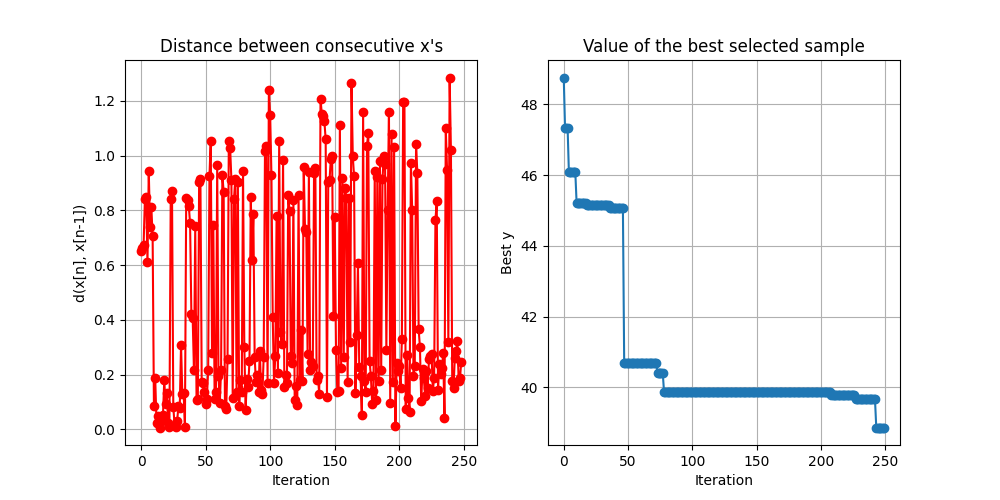 Distance between consecutive x's
d(x[n], x[n-1])
1.2
1.0
0.8
0.6
0.4
0.2
0.0
0 50 100 150 200 250
Iteration
Value of the best selected sample
Best y
48
46
44
42
40
0 50 100 150 200 250
Iteration